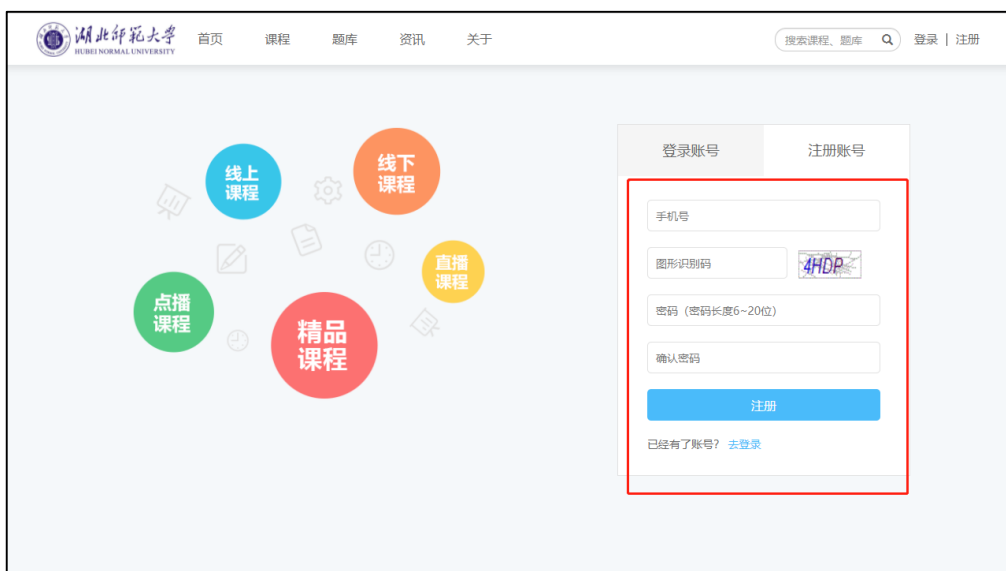 湖北师范大学
HUBEI NORMAL UNIVERSITY
首页 课程 题库 资讯 关于
搜索课程、题库
登录 | 注册
线上
课程
线下
课程
直播
课程
点播
课程
精品
课程
登录账号 注册账号
手机号
图形识别码 4HDP
密码（密码长度6~20位）
确认密码
注册
已经有了账号? 去登录